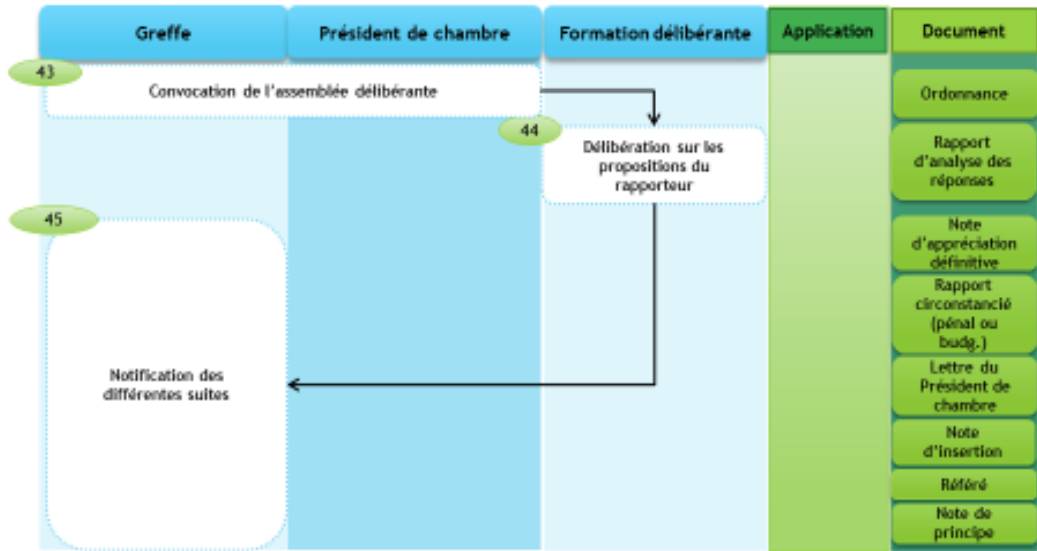 Greffe
Président de chambre
Formation délibérante
Application
Document
43
Convocation de l'assemblée délibérante
44
Délibération sur les
propositions du
rapporteur
45
Notification des
différentes suites
Ordonnance
Rapport
d'analyse des
réponses
Note
d'appréciation
définitive
Rapport
circonstancié
(pénal ou
budg.)
Lettre du
Président de
chambre
Note
d'insertion
Référé
Note de
principe